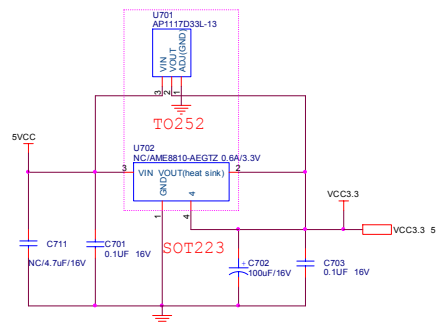 U701
AP1117D33L-13
VIN
VOUT
ADJ(GND)
3
2
1
TO252
5VCC
U702
NC/AME8810-AEGTZ 0.6A/3.3V
3
VIN VOUT(heat sink)
2
GND
4
1
4
VCC3.3
VCC3.3 5
SOT223
C711
NC/4.7uF/16V
C701
0.1UF 16V
+
C702
100uF/16V
C703
0.1UF 16V